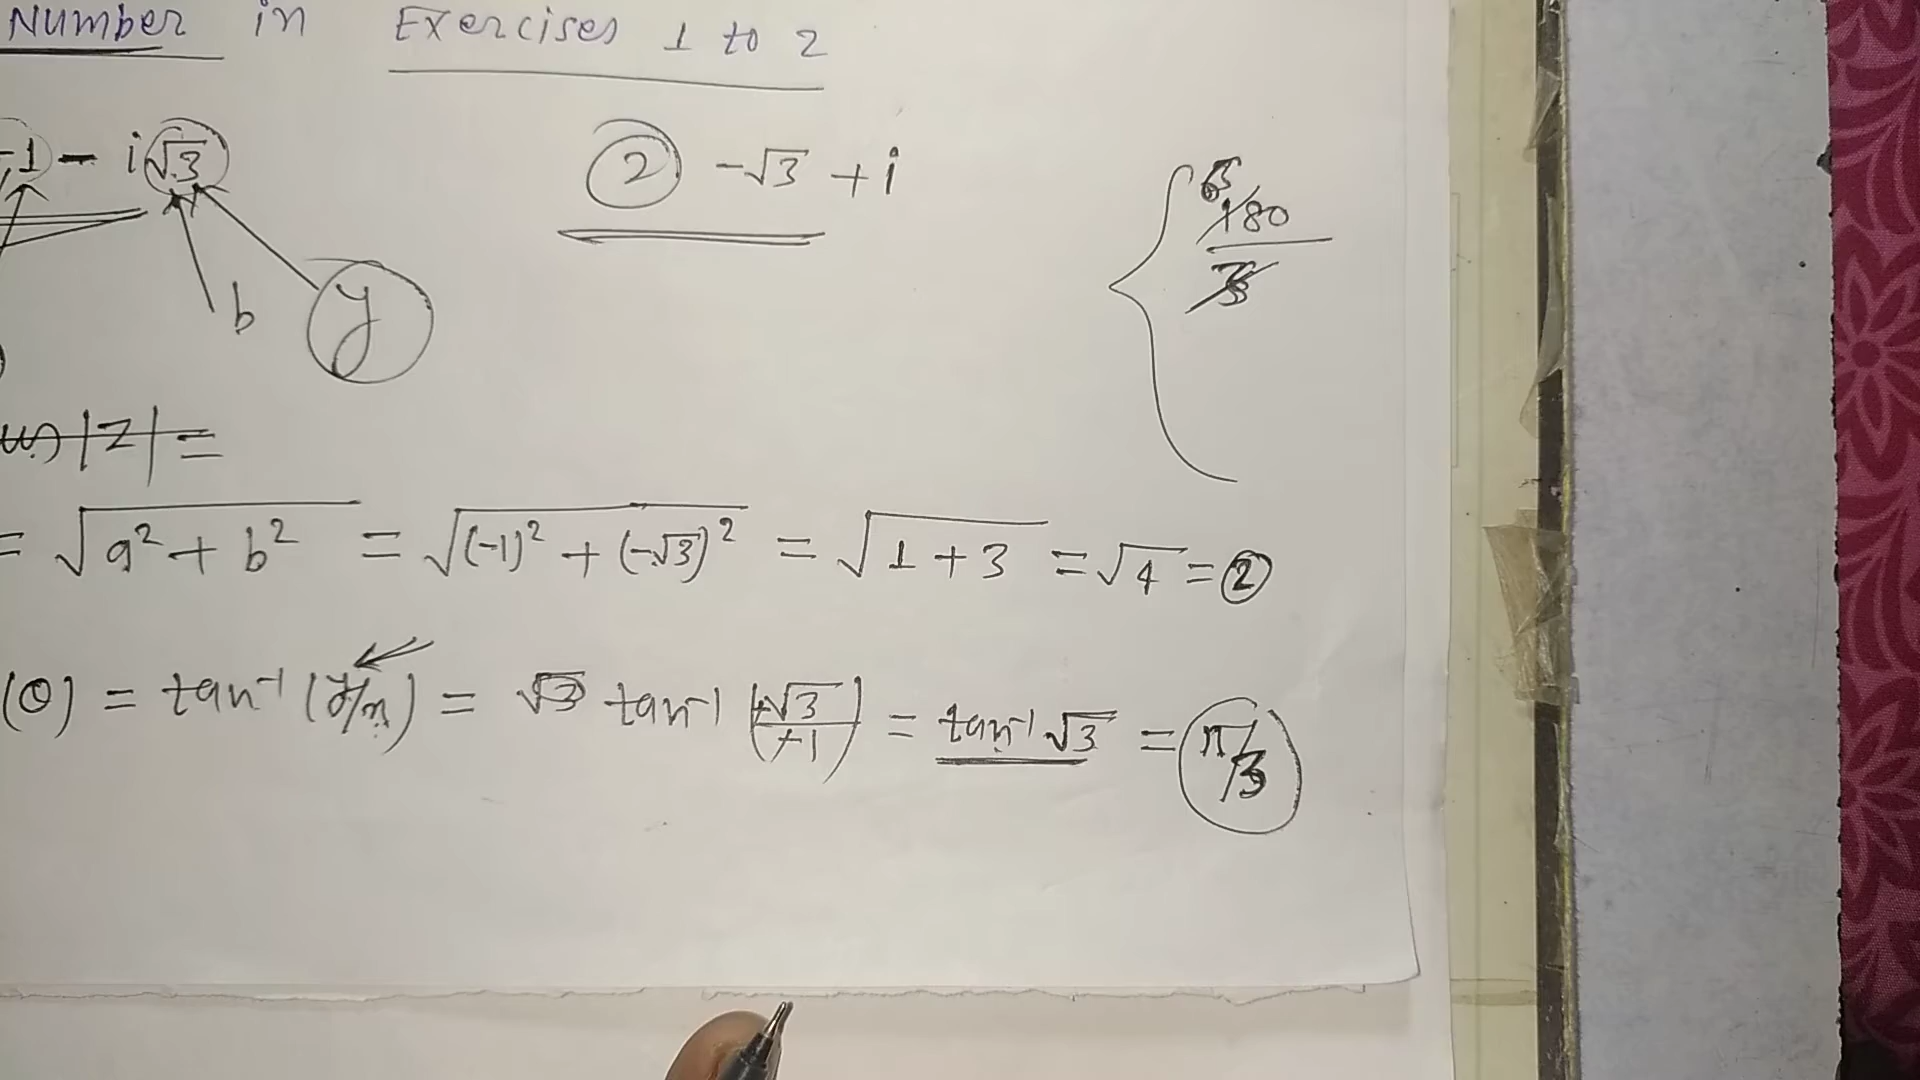 Number in Exercises 1 to 2
-1 - i√3
② -√3 + i
180
b y
|z| =
= √(a² + b²) = √((-1)² + (-√3)²) = √(1 + 3) = √4 = ②
(θ) = tan⁻¹ (y/x) = √3 tan⁻¹ (+√3/+1) = tan⁻¹ √3 = π/3